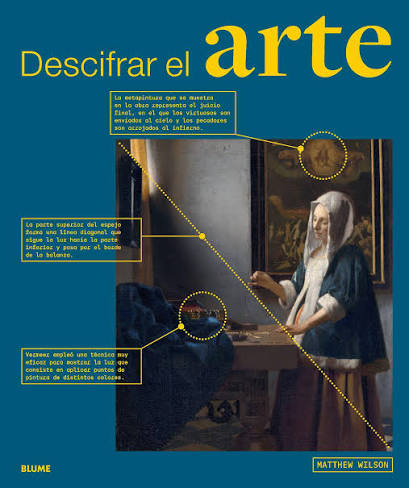 Descifrar el arte
La metapintura que se muestra
en la obra representa el juicio
final, en el que los virtuosos son
enviados al cielo y los pecadores
son arrojados al infierno.
La parte superior del espejo
forma una línea diagonal que
sigue la luz hacia la parte
inferior y pasa por el borde
de la balanza.
Vermeer empleó una técnica muy
eficaz para mostrar la luz que
consiste en aplicar puntos de
pintura de distintos colores.
BLUME
MATTHEW WILSON